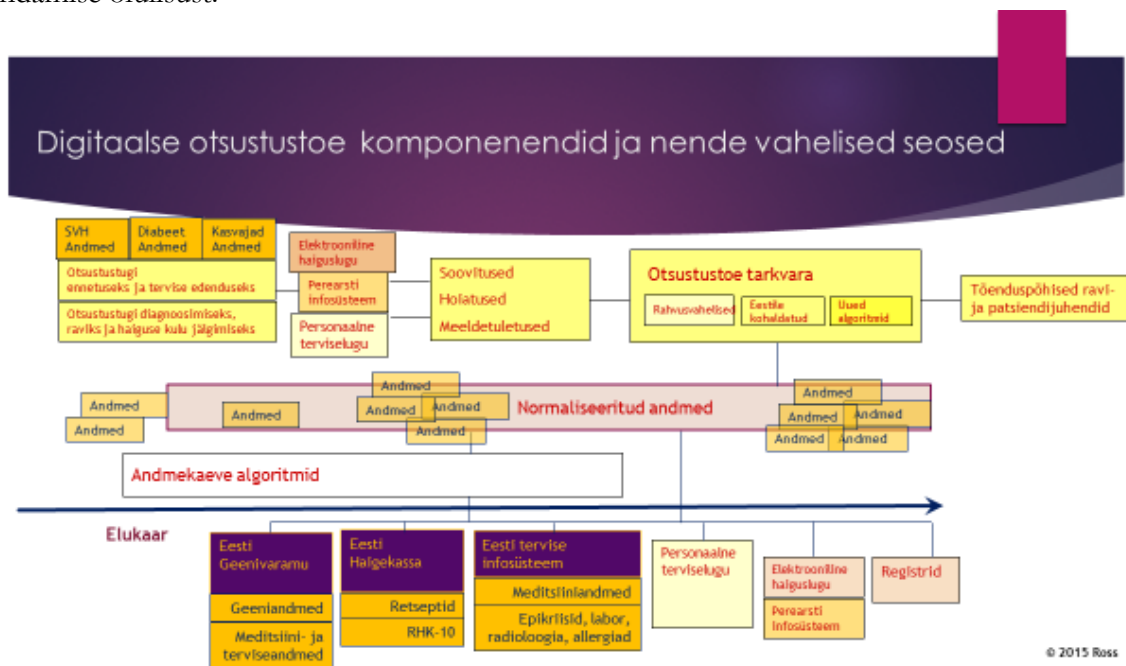 Digitaalse otsustustoe komponenendid ja nende vahelised seosed
SVH
Andmed
Diabeet
Andmed
Kasvajad
Andmed
Otsustustugi
ennetuseks ja tervise edenduseks
Otsustustugi diagnoosimiseks,
raviks ja haiguse kulu jälgimiseks
Elektrooniline
haiguslugu
Perearsti
infosüsteem
Personaalne
terviselugu
Soovitused
Hoiatused
Meeldetuletused
Otsustustoe tarkvara
Rahvusvahelised
Eestile
kohaldatud
Uued
algoritmid
Tõenduspõhised ravi-
ja patsiendijuhendid
Andmed
Andmed
Andmed
Andmed
Andmed
Andmed
Andmed
Normaliseeritud andmed
Andmed
Andmed
Andmed
Andmed
Andmed
Andmekaeve algoritmid
Elukaar
Eesti
Geenivaramu
Geeniandmed
Meditsiini- ja
terviseandmed
Eesti
Haigekassa
Retseptid
RHK-10
Eesti tervise
infosüsteem
Meditsiiniandmed
Epikriisid, labor,
radioloogia, allergiad
Personaalne
terviselugu
Elektrooniline
haiguslugu
Perearsti
infosüsteem
Registrid
© 2015 Ross